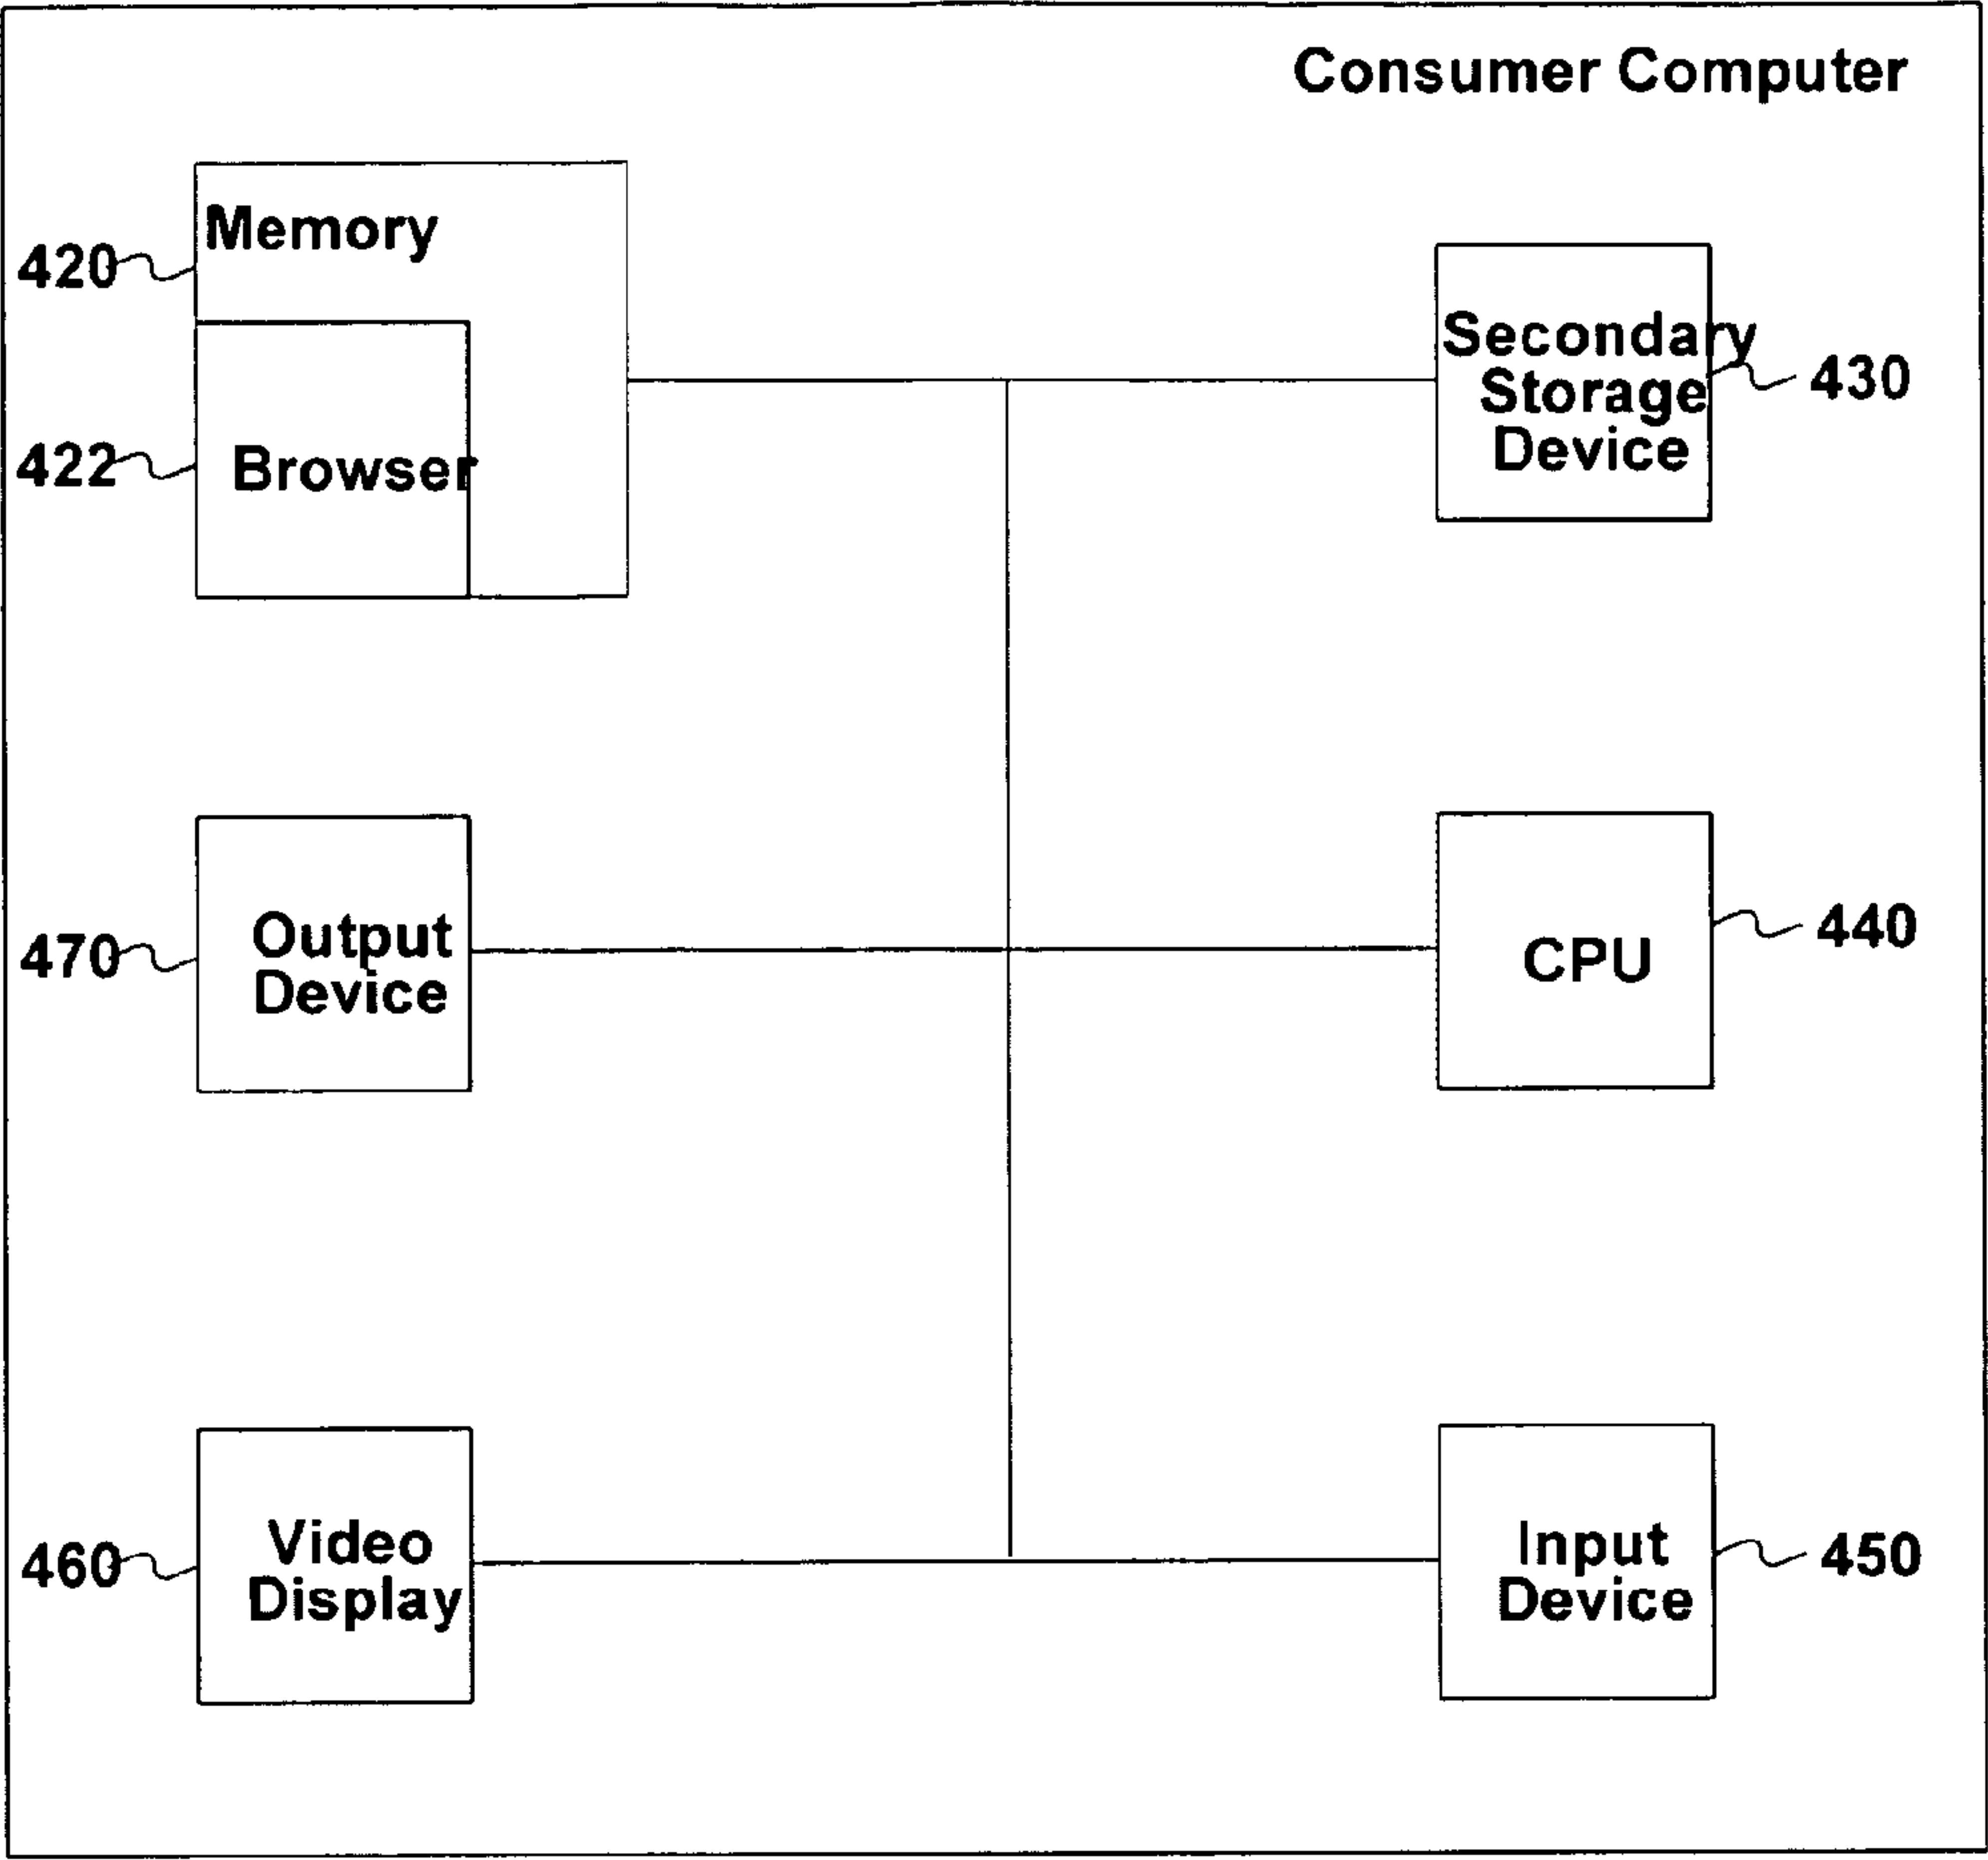 Consumer Computer
Memory
420
Secondary
Storage
Device
430
422
Browser
Output
Device
470
CPU
440
Video
Display
460
Input
Device
450